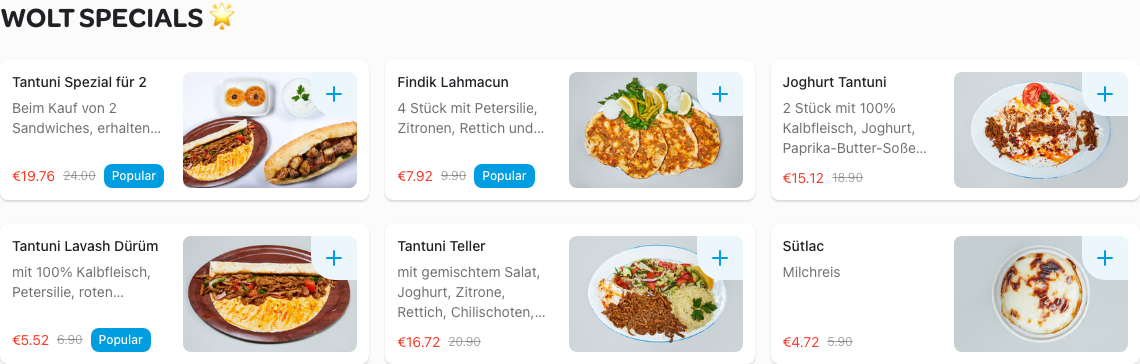 WOLT SPECIALS 🌟
Tantuni Spezial für 2
Beim Kauf von 2
Sandwiches, erhalten...
€19.76 24.00 Popular
Findik Lahmacun
4 Stück mit Petersilie,
Zitronen, Rettich und...
€7.92 9.90 Popular
Joghurt Tantuni
2 Stück mit 100%
Kalbfleisch, Joghurt,
Paprika-Butter-Soße...
€15.12 18.90
Tantuni Lavash Dürüm
mit 100% Kalbfleisch,
Petersilie, roten...
€5.52 6.90 Popular
Tantuni Teller
mit gemischtem Salat,
Joghurt, Zitrone,
Rettich, Chilischoten,...
€16.72 20.90
Sütlac
Milchreis
€4.72 5.90